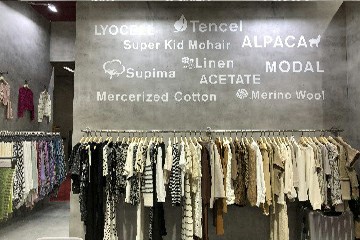 LYOCELL Tencel
Super Kid Mohair ALPACA
Supima Linen MODAL
ACETATE
Mercerized Cotton Merino Wool